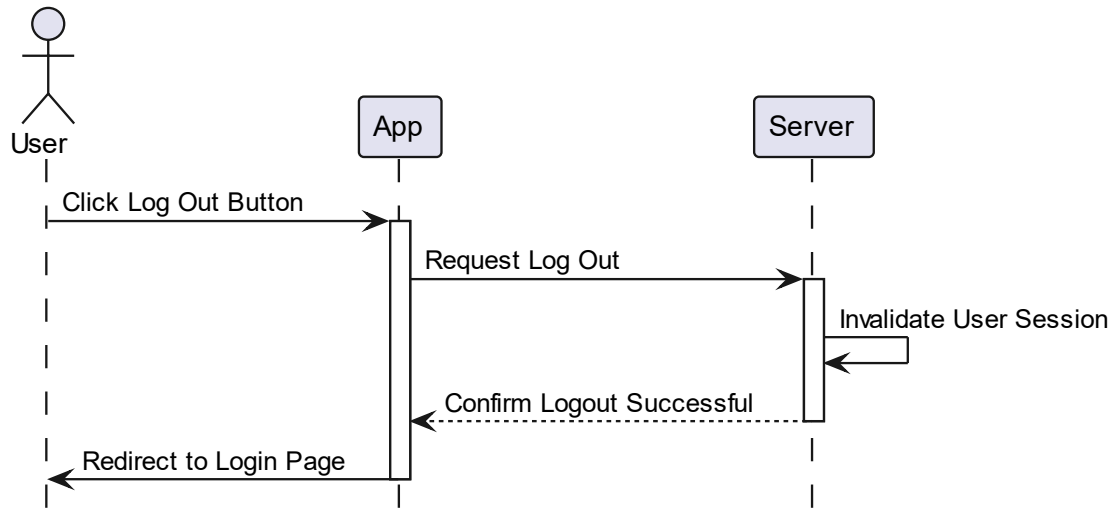 User
App
Server
Click Log Out Button
Request Log Out
Invalidate User Session
Confirm Logout Successful
Redirect to Login Page